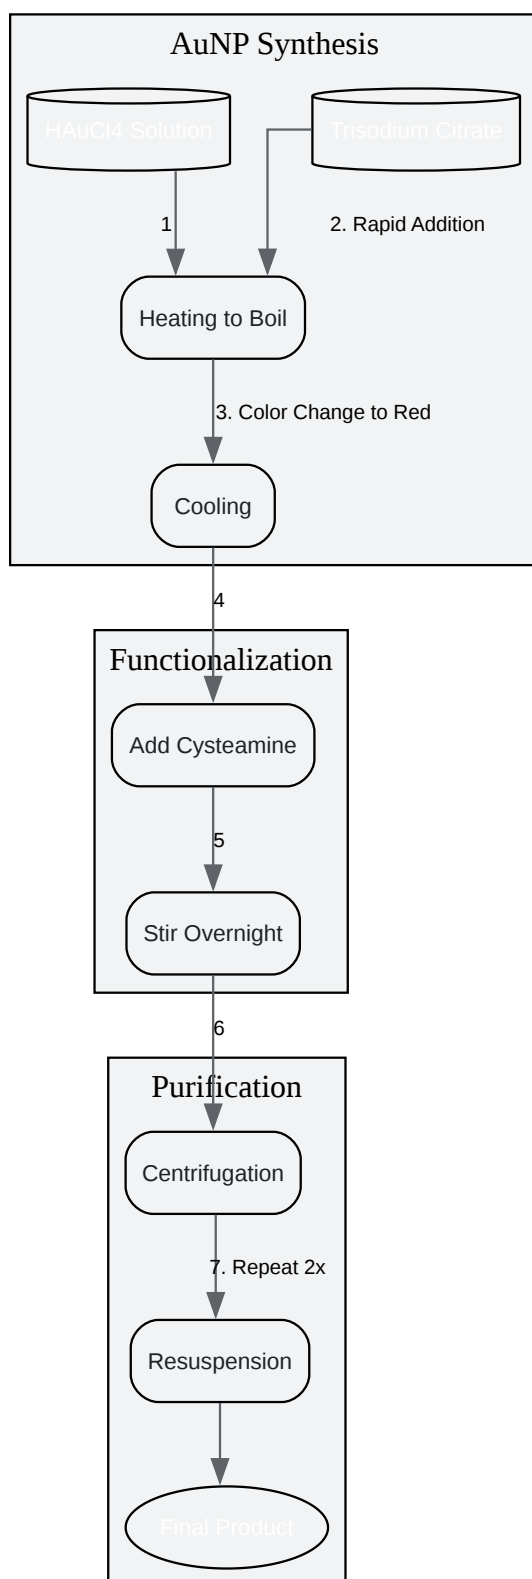 AuNP Synthesis
HAuCl4 Solution
Trisodium Citrate
1
2. Rapid Addition
Heating to Boil
3. Color Change to Red
Cooling
4
Functionalization
Add Cysteamine
5
Stir Overnight
6
Purification
Centrifugation
7. Repeat 2x
Resuspension
Final Product